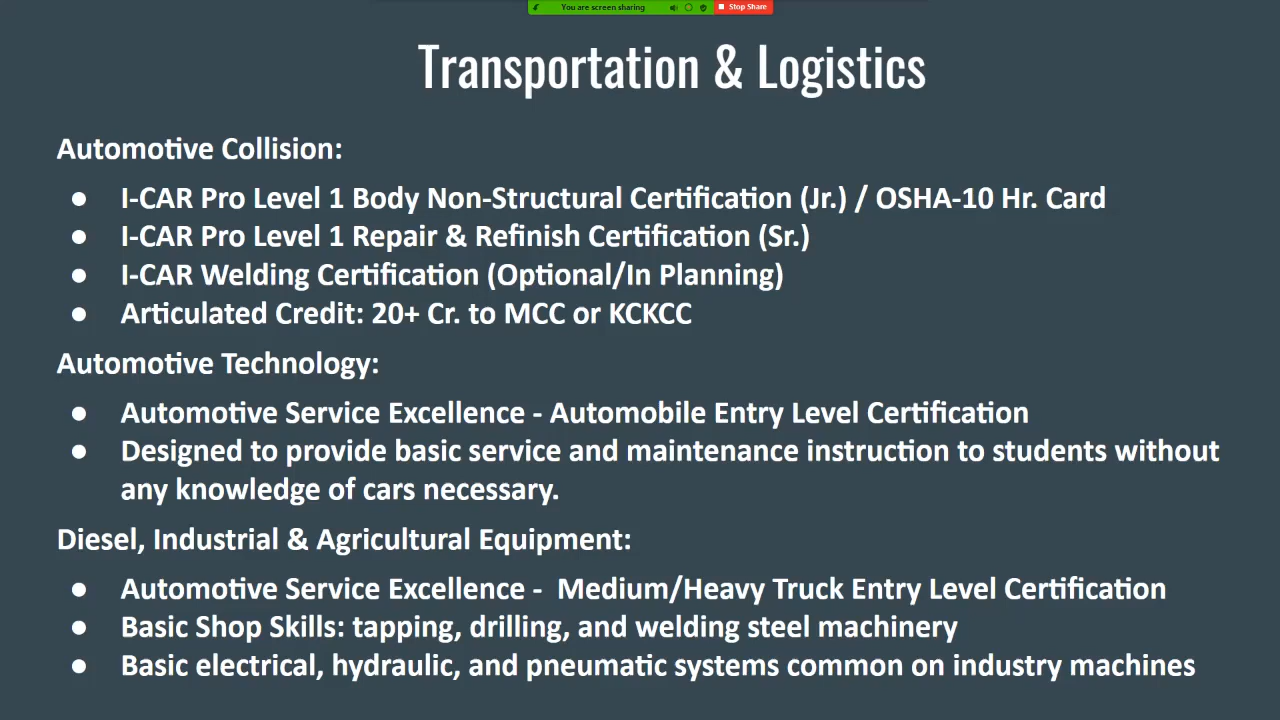 You are screen sharing
Stop Share
Transportation & Logistics
Automotive Collision:
● I-CAR Pro Level 1 Body Non-Structural Certification (Jr.) / OSHA-10 Hr. Card
● I-CAR Pro Level 1 Repair & Refinish Certification (Sr.)
● I-CAR Welding Certification (Optional/In Planning)
● Articulated Credit: 20+ Cr. to MCC or KCKCC
Automotive Technology:
● Automotive Service Excellence - Automobile Entry Level Certification
● Designed to provide basic service and maintenance instruction to students without
any knowledge of cars necessary.
Diesel, Industrial & Agricultural Equipment:
● Automotive Service Excellence -  Medium/Heavy Truck Entry Level Certification
● Basic Shop Skills: tapping, drilling, and welding steel machinery
● Basic electrical, hydraulic, and pneumatic systems common on industry machines